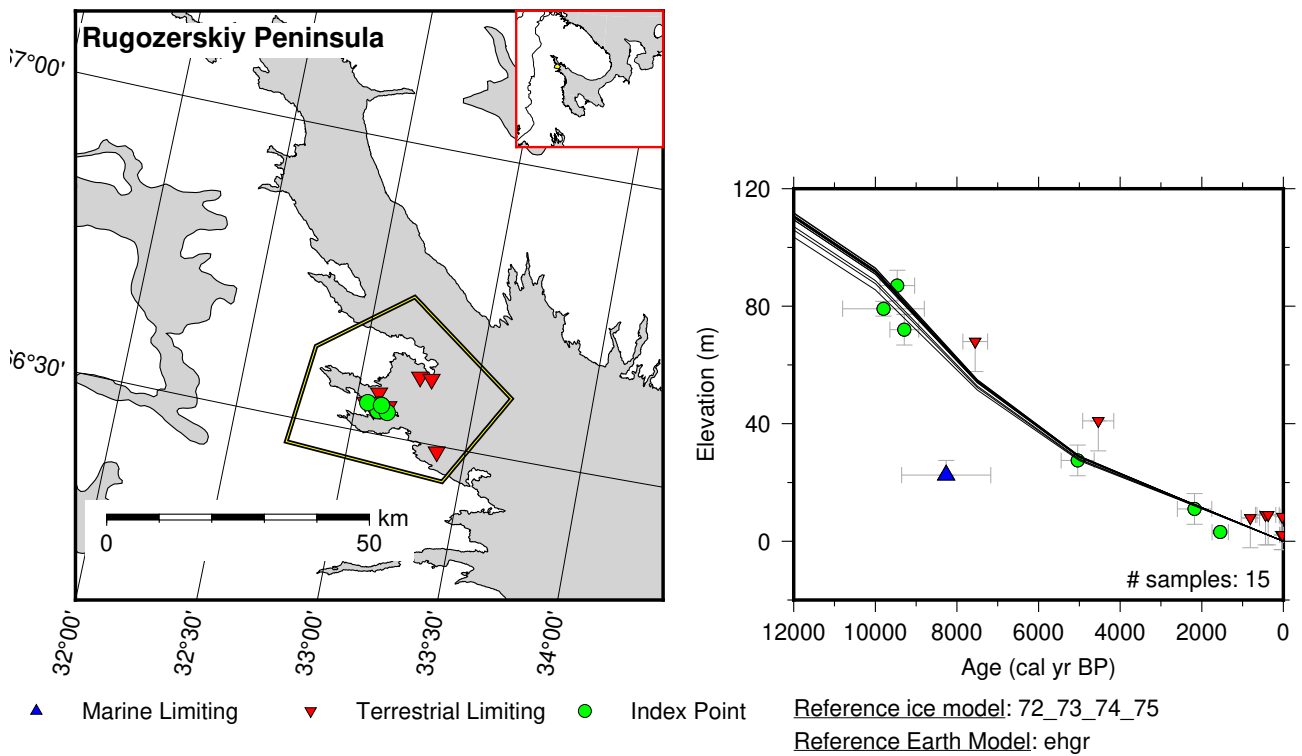 Rugozerskiy Peninsula
7°00'
6°30'
km
0 50
32°00'
32°30'
33°00'
33°30'
34°00'
120
80
40
0
Elevation (m)
# samples: 15
12000 10000 8000 6000 4000 2000 0
Age (cal yr BP)
Marine Limiting Terrestrial Limiting Index Point
Reference ice model: 72_73_74_75
Reference Earth Model: ehgr